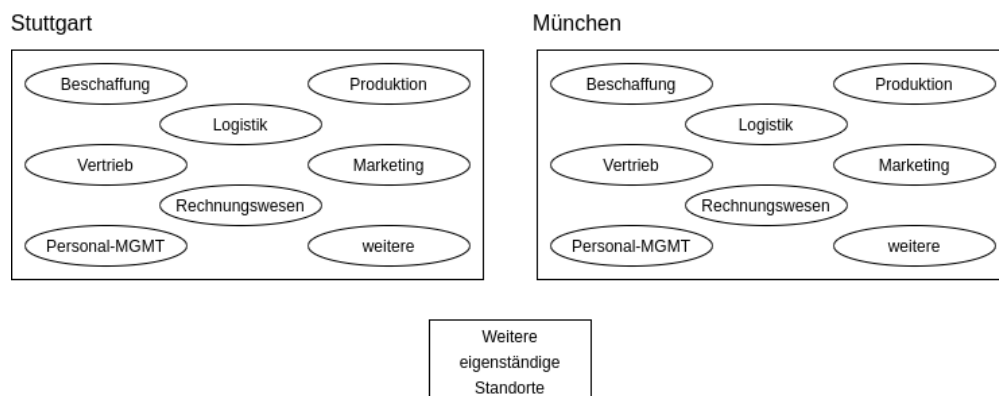 Stuttgart
Beschaffung
Produktion
Logistik
Vertrieb
Marketing
Rechnungswesen
Personal-MGMT
weitere
München
Beschaffung
Produktion
Logistik
Vertrieb
Marketing
Rechnungswesen
Personal-MGMT
weitere
Weitere
eigenständige
Standorte